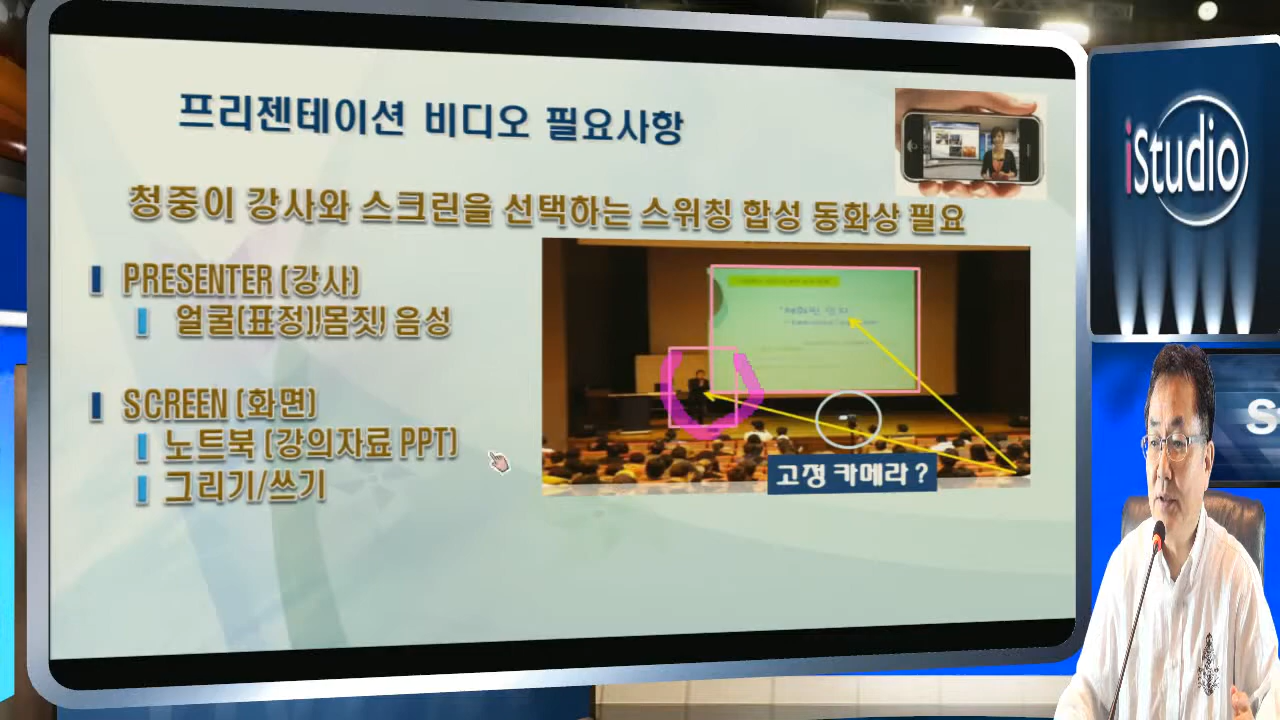 프리젠테이션 비디오 필요사항
청중이 강사와 스크린을 선택하는 스위칭 합성 동화상 필요
PRESENTER (강사)
얼굴(표정)/몸짓/ 음성
SCREEN (화면)
노트북 (강의자료 PPT)
그리기/쓰기
고정 카메라 ?
iStudio
S